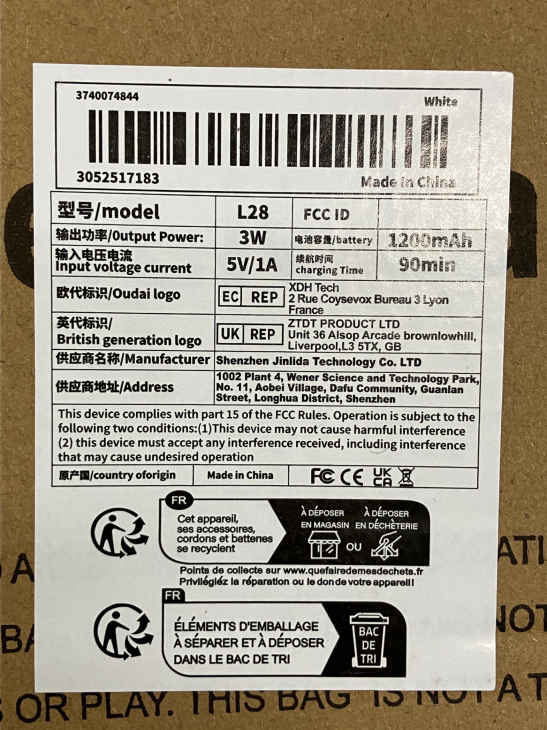 3740074844
White
3052517183
Made in China
型号/model L28 FCC ID
输出功率/Output Power: 3W 电池容量/battery 1200mAh
输入电压电流
Input voltage current 5V/1A 续航时间
charging Time 90min
欧代标识/Oudai logo EC REP XDH Tech
2 Rue Coysevox Bureau 3 Lyon
France
英代标识/
British generation logo UK REP ZTDT PRODUCT LTD
Unit 36 Alsop Arcade brownlowhill,
Liverpool,L3 5TX, GB
供应商名称/Manufacturer Shenzhen Jinlida Technology Co. LTD
供应商地址/Address 1002 Plant 4, Wener Science and Technology Park,
No. 11, Aobei Village, Dafu Community, Guanlan
Street, Longhua District, Shenzhen
This device complies with part 15 of the FCC Rules. Operation is subject to the
following two conditions:(1)This device may not cause harmful interference
(2) this device must accept any interference received, including interference
that may cause undesired operation
原产国/country oforigin Made in China FC CE UK CA
FR
Cet appareil,
ses accessoires,
cordons et batteries
se recyclent
À DÉPOSER
EN MAGASIN
OU
À DÉPOSER
EN DÉCHÈTERIE
Points de collecte sur www.quefairedemesdechets.fr
Privilégiéz la réparation ou le don de votre appareil!
FR
ÉLÉMENTS D'EMBALLAGE
À SÉPARER ET À DÉPOSER
DANS LE BAC DE TRI
BAC
DE
TRI
NOT
OR PLAY. THIS BAG IS NOT A T